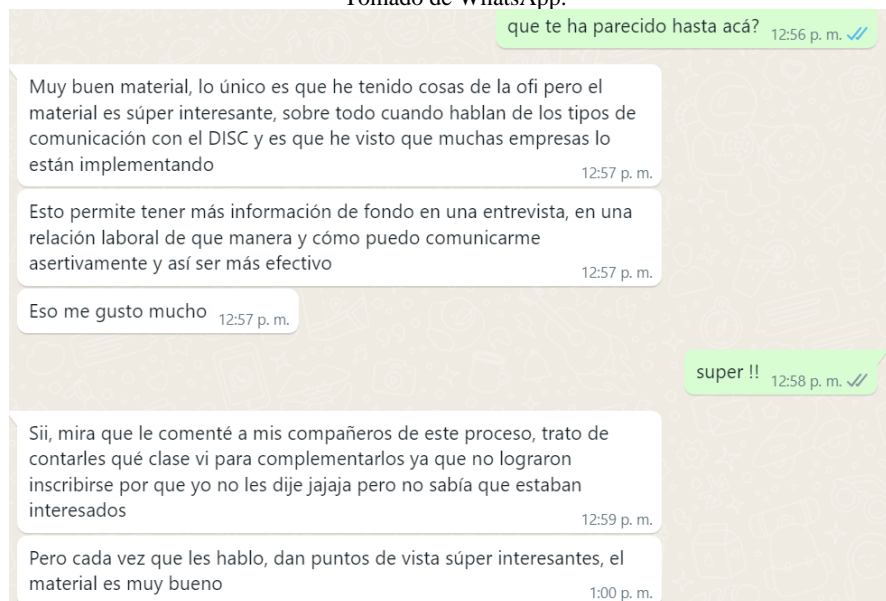 Tomado de WhatsApp.
que te ha parecido hasta acá? 12:56 p. m.
Muy buen material, lo único es que he tenido cosas de la ofi pero el
material es súper interesante, sobre todo cuando hablan de los tipos de
comunicación con el DISC y es que he visto que muchas empresas lo
están implementando
12:57 p. m.
Esto permite tener más información de fondo en una entrevista, en una
relación laboral de que manera y cómo puedo comunicarme
asertivamente y así ser más efectivo
12:57 p. m.
Eso me gusto mucho 12:57 p. m.
super !! 12:58 p. m.
Sii, mira que le comenté a mis compañeros de este proceso, trato de
contarles qué clase vi para complementarlos ya que no lograron
inscribirse por que yo no les dije jajaja pero no sabía que estaban
interesados
12:59 p. m.
Pero cada vez que les hablo, dan puntos de vista súper interesantes, el
material es muy bueno
1:00 p. m.